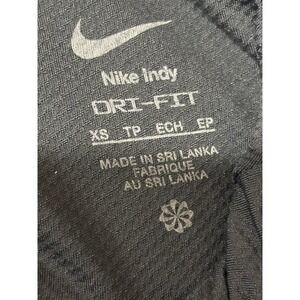 Nike Indy
DRI-FIT
XS TP ECH EP
MADE IN SRI LANKA
FABRIQUE
AU SRI LANKA